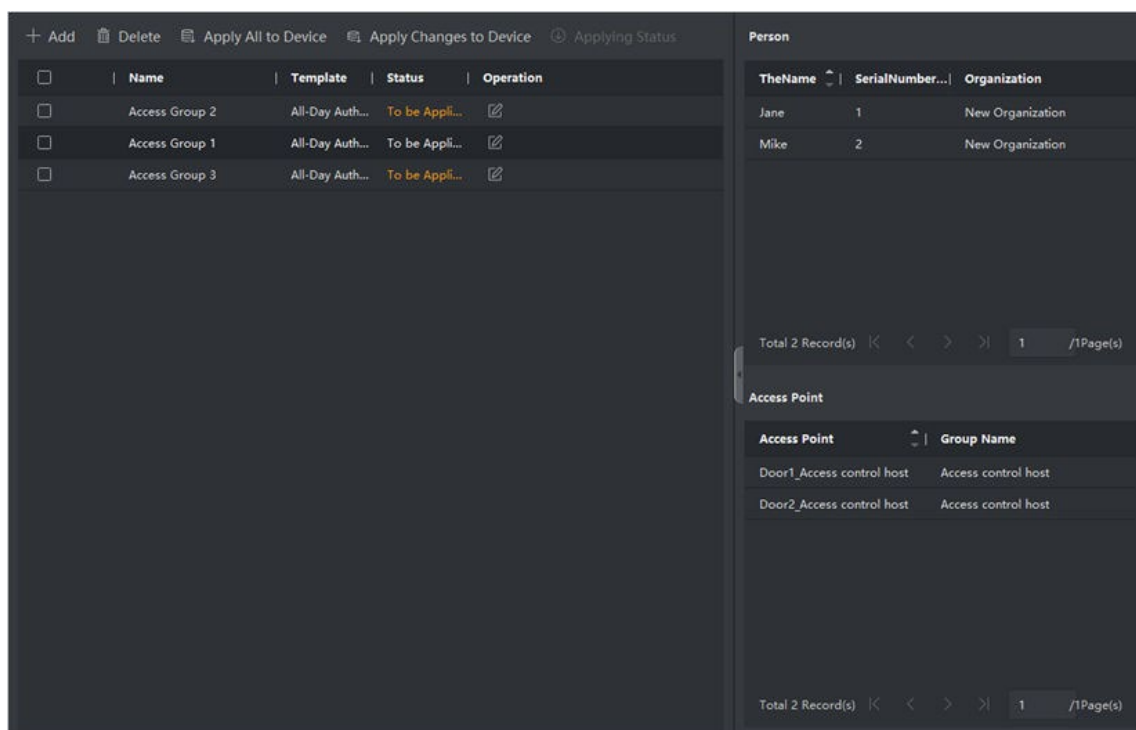 Add Delete Apply All to Device Apply Changes to Device Applying Status
Name Template Status Operation
Access Group 2 All-Day Auth... To be Appli...
Access Group 1 All-Day Auth... To be Appli...
Access Group 3 All-Day Auth... To be Appli...
Person
TheName SerialNumber... Organization
Jane 1 New Organization
Mike 2 New Organization
Total 2 Record(s) 1 /1Page(s)
Access Point
Access Point Group Name
Door1_Access control host Access control host
Door2_Access control host Access control host
Total 2 Record(s) 1 /1Page(s)